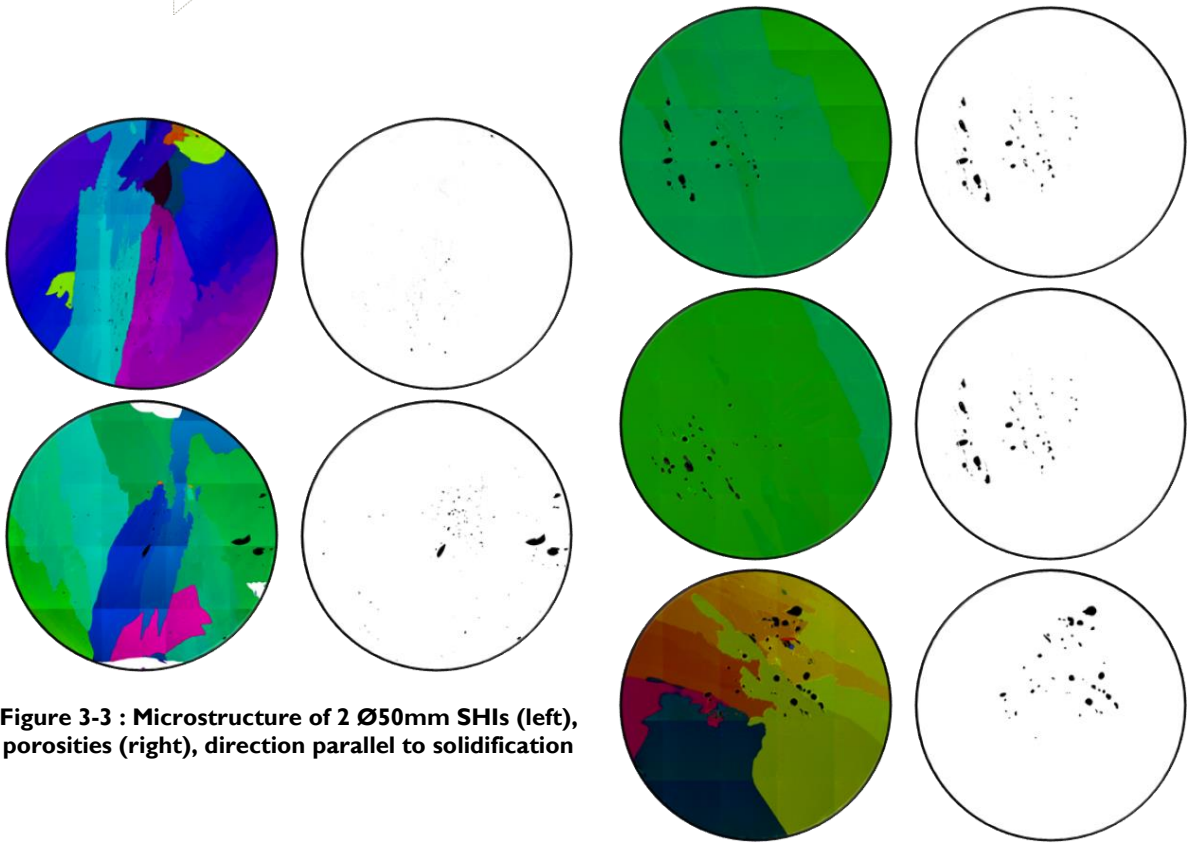 Figure 3-3 : Microstructure of 2 Ø50mm SHIs (left),
porosities (right), direction parallel to solidification